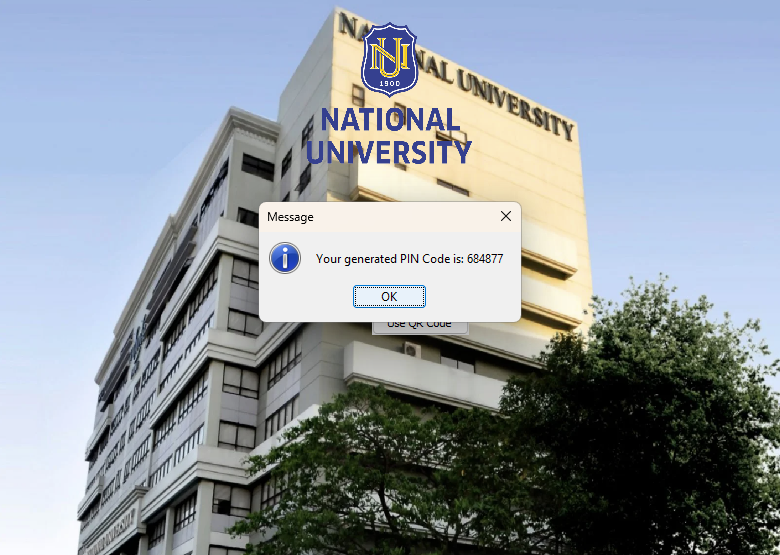 NATIONAL UNIVERSITY
NU
1900
NATIONAL
UNIVERSITY
Message
Your generated PIN Code is: 684877
OK
Use QR Code